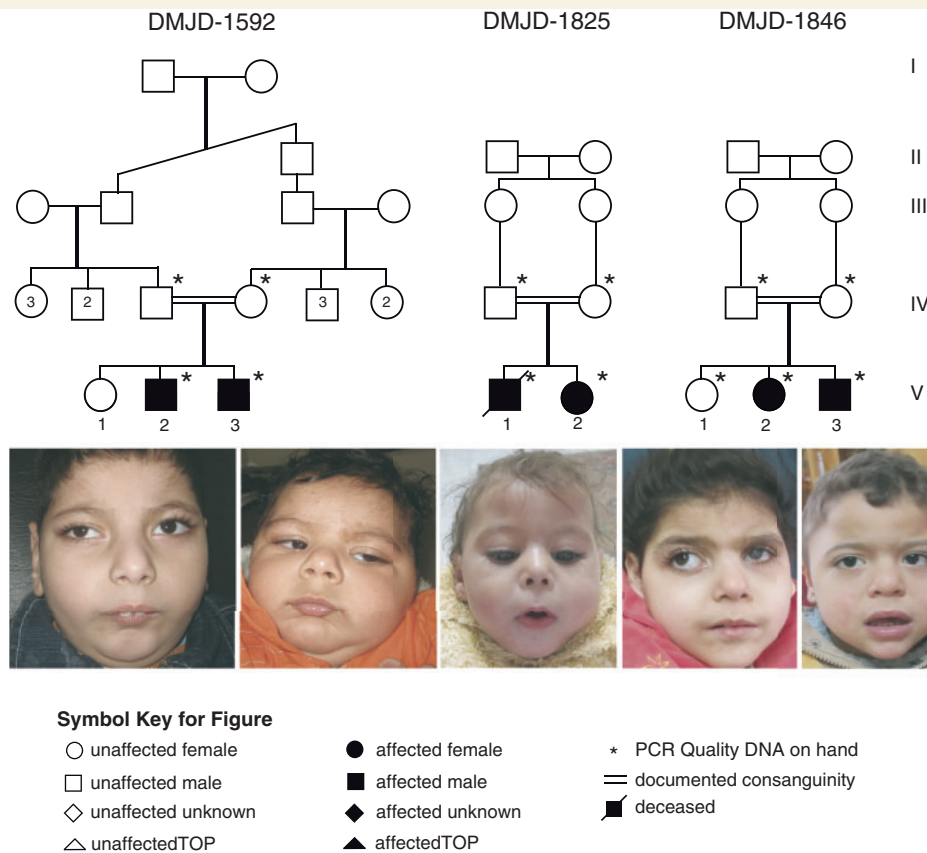 DMJD-1592 DMJD-1825 DMJD-1846
I
II
III
* * * * * *
3 2 3 2 IV
* * * * * * *
V
1 2 3 1 2 1 2 3
Symbol Key for Figure
unaffected female affected female * PCR Quality DNA on hand
unaffected male affected male documented consanguinity
unaffected unknown affected unknown deceased
unaffectedTOP affectedTOP